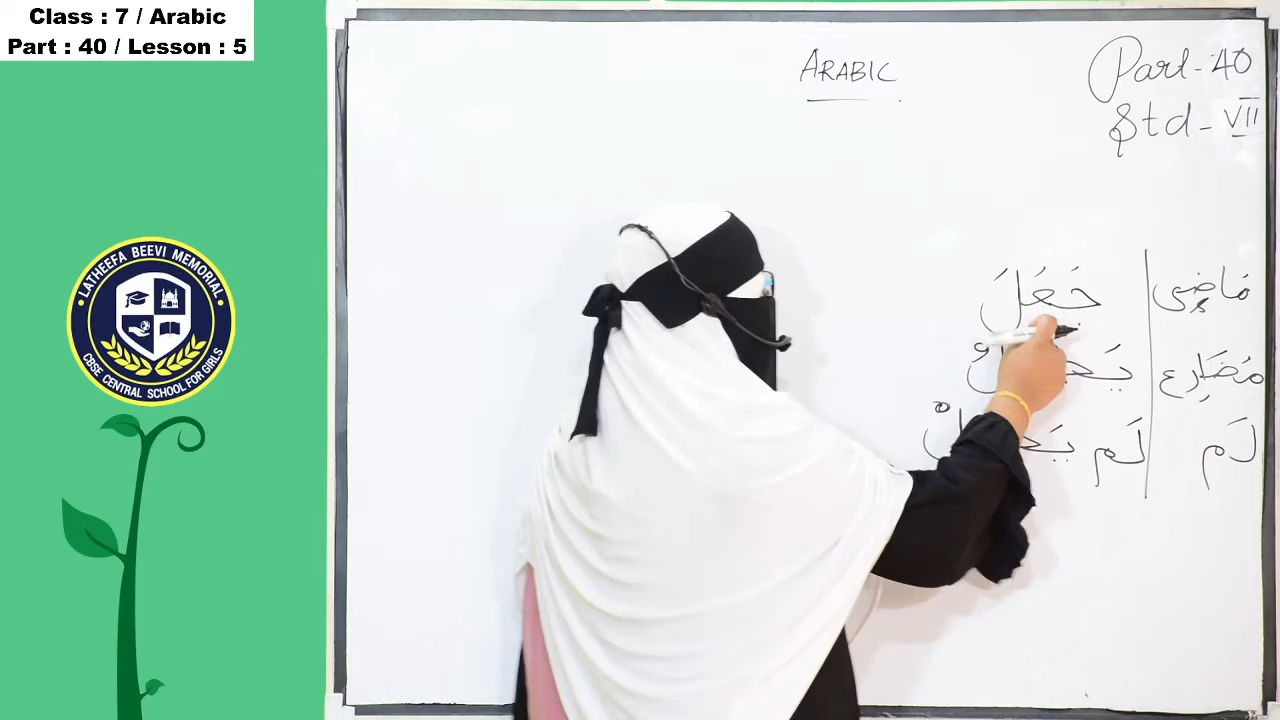 Class : 7 / Arabic
Part : 40 / Lesson : 5
LATHEEFA BEEVI MEMORIAL
CBSE CENTRAL SCHOOL FOR GIRLS
ARABIC
Part - 40
Std - VII
مَاضِى جَعَلَ
مُضَارِع
لَم لَم